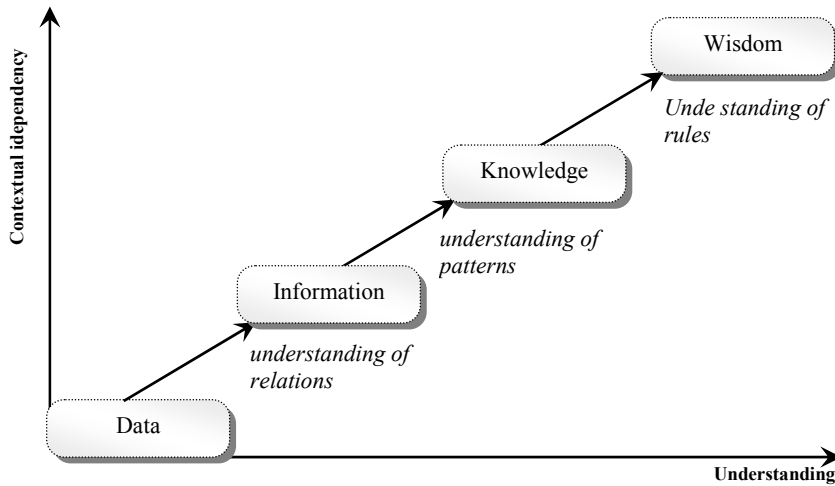 Wisdom
Unde standing of
rules
Knowledge
understanding of
patterns
Information
understanding of
relations
Data
Contextual idependency
Understanding